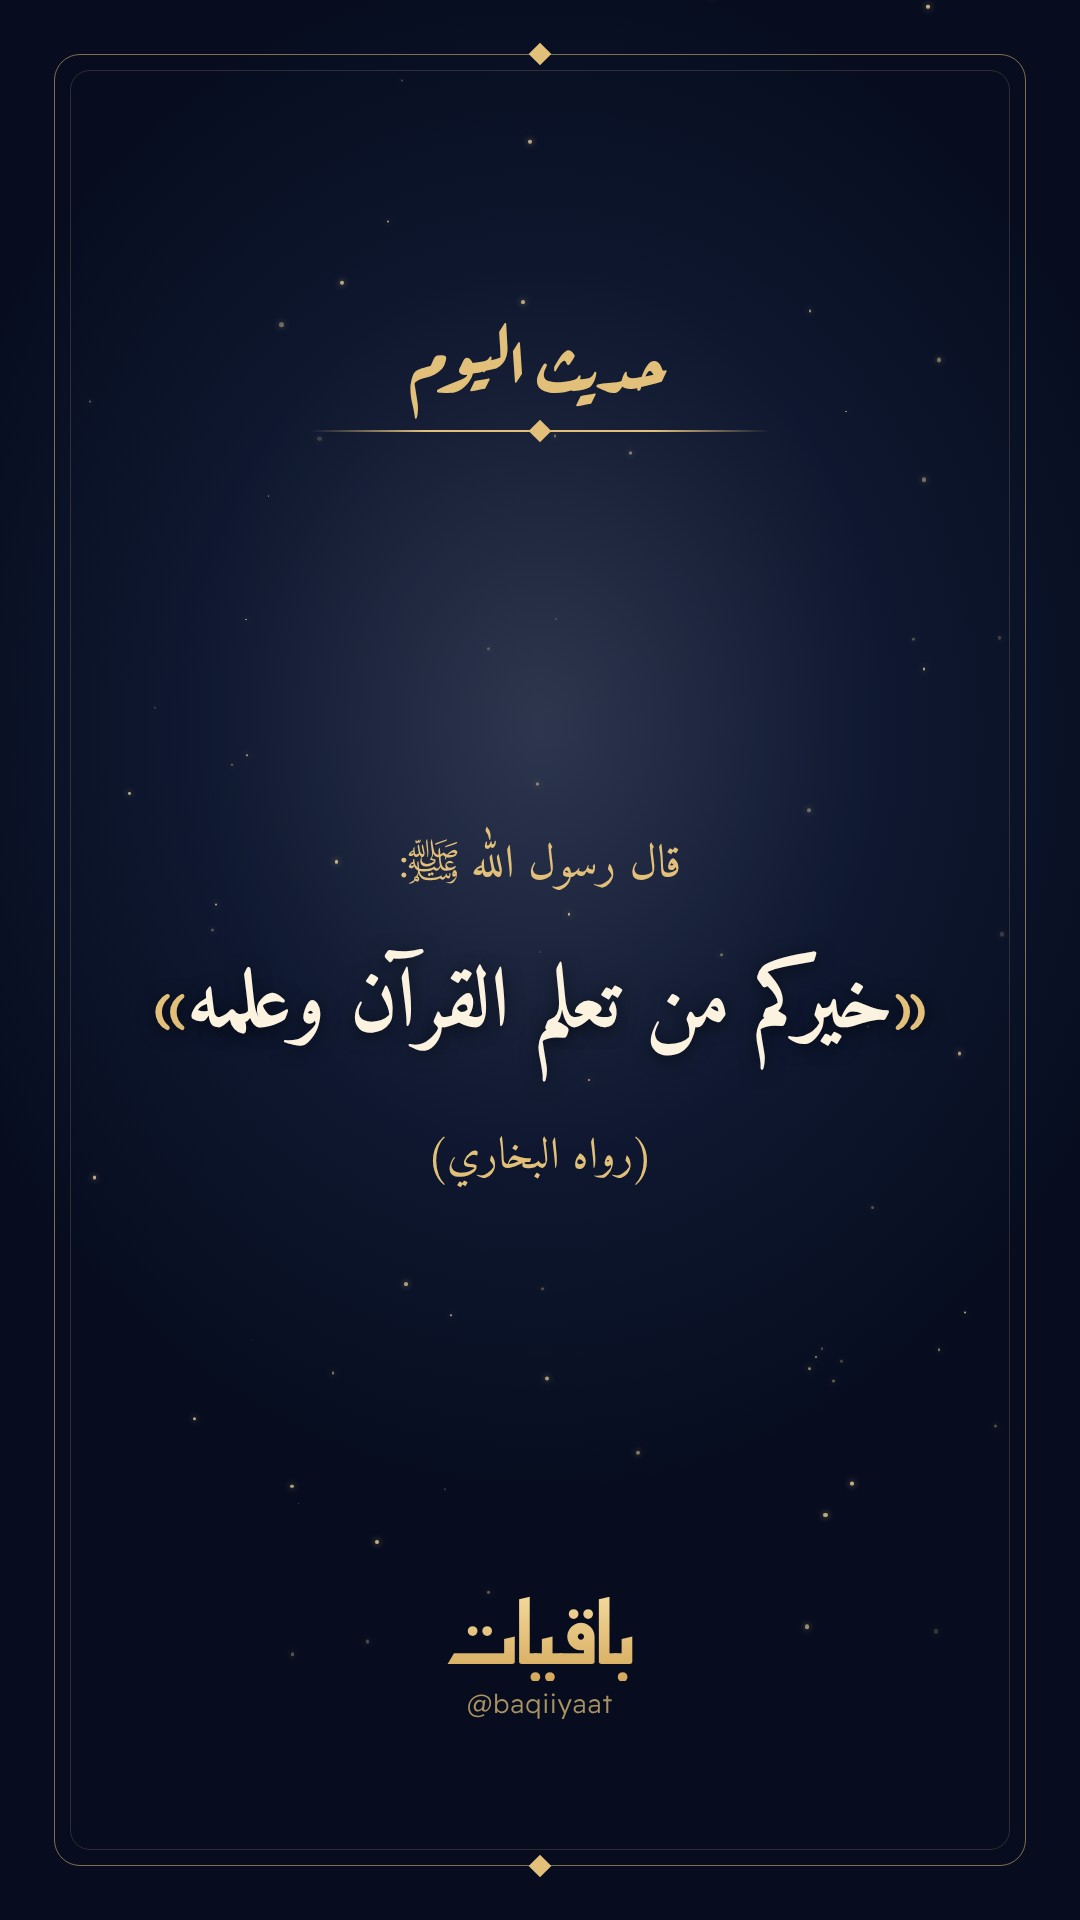 حديث اليوم
قال رسول الله ﷺ:
«خيركم من تعلم القرآن وعلمه»
(رواه البخاري)
باقيات
@baqiiyaat